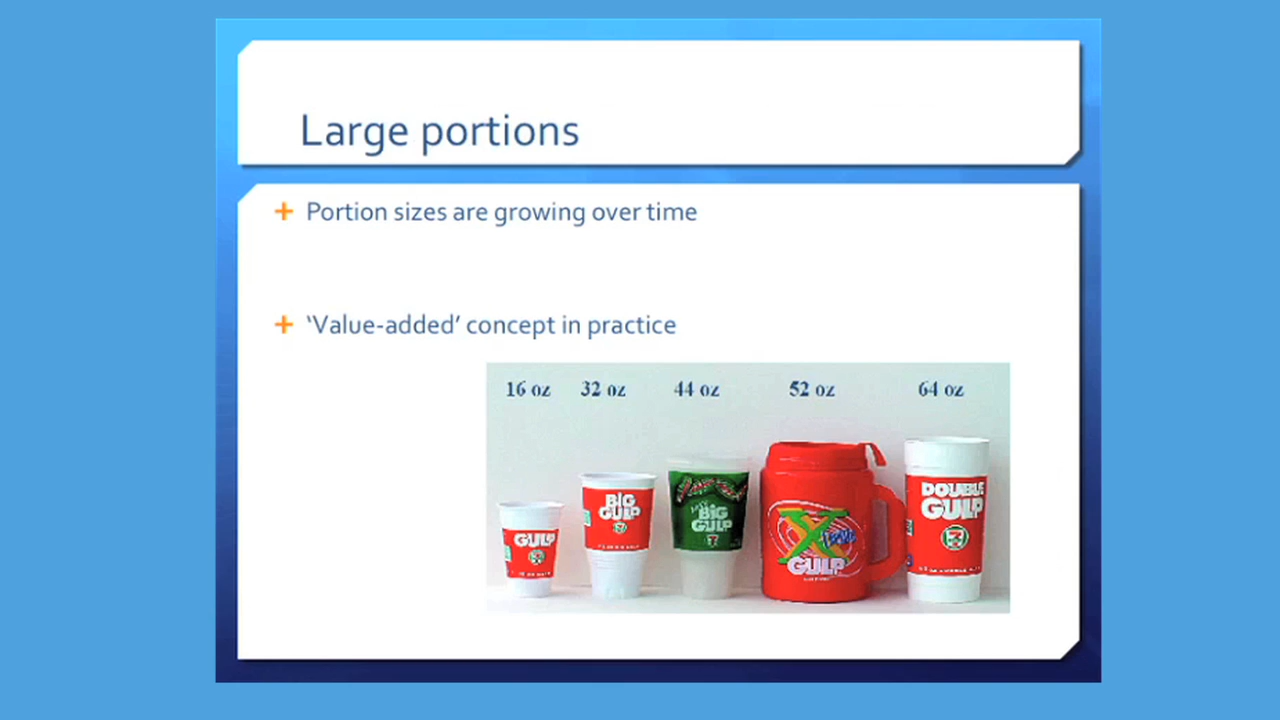 Large portions
Portion sizes are growing over time
‘Value-added’ concept in practice
16 oz 32 oz 44 oz 52 oz 64 oz
GULP
BIG
GULP
BIG
GULP
X
GULP
DOUBLE
GULP
7